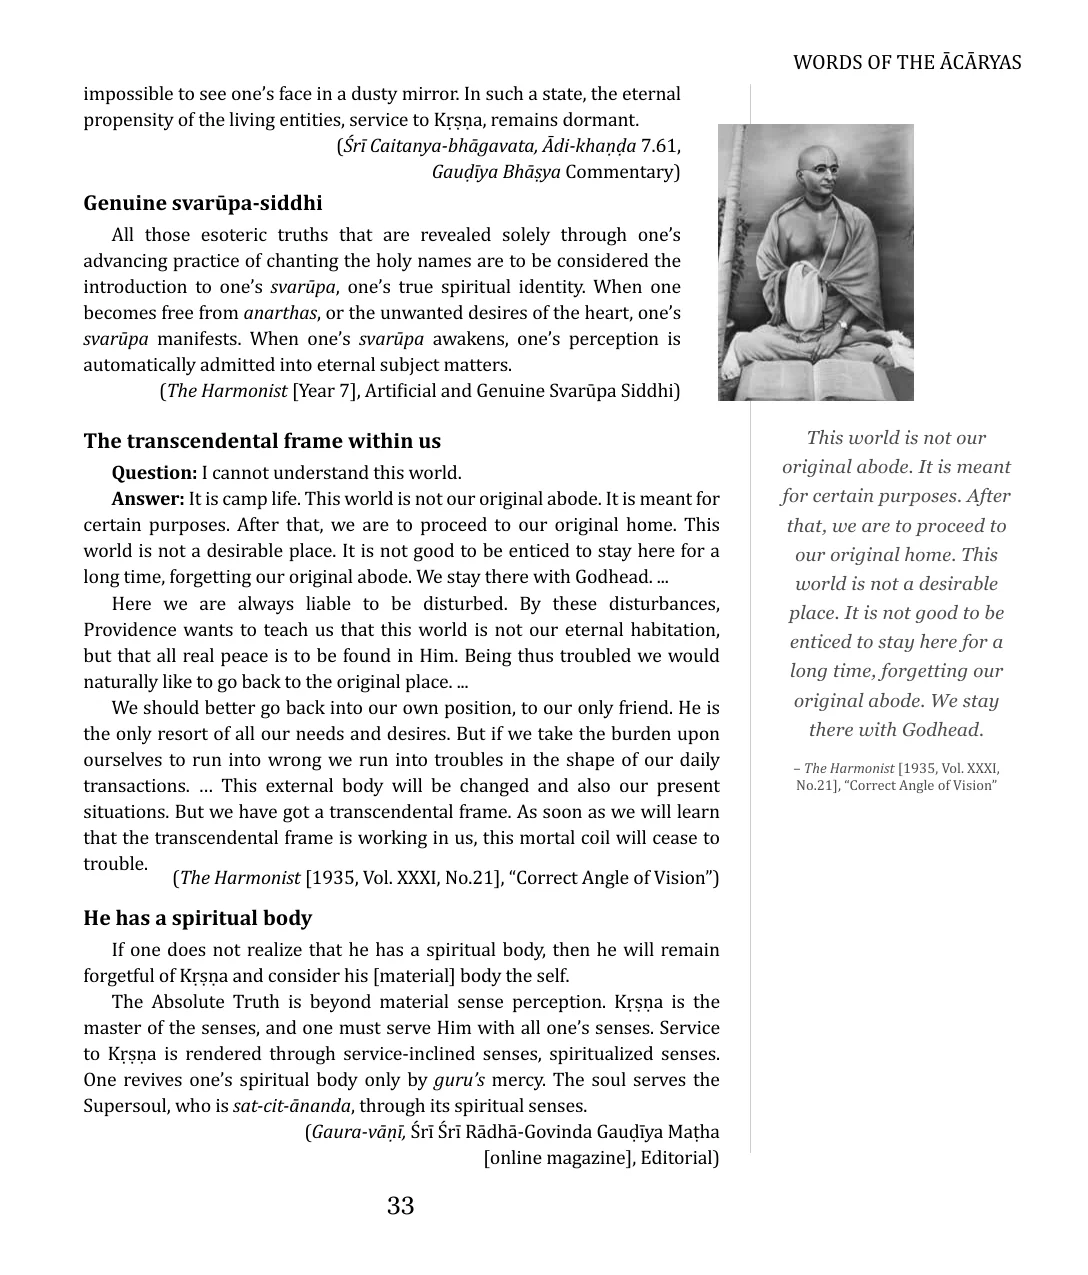 WORDS OF THE ĀCĀRYAS
impossible to see one’s face in a dusty mirror. In such a state, the eternal
propensity of the living entities, service to Kṛṣṇa, remains dormant.
(Śrī Caitanya-bhāgavata, Ādi-khaṇḍa 7.61,
Gauḍīya Bhāṣya Commentary)
Genuine svarūpa-siddhi
All those esoteric truths that are revealed solely through one’s
advancing practice of chanting the holy names are to be considered the
introduction to one’s svarūpa, one’s true spiritual identity. When one
becomes free from anarthas, or the unwanted desires of the heart, one’s
svarūpa manifests. When one’s svarūpa awakens, one’s perception is
automatically admitted into eternal subject matters.
(The Harmonist [Year 7], Artificial and Genuine Svarūpa Siddhi)
The transcendental frame within us
Question: I cannot understand this world.
Answer: It is camp life. This world is not our original abode. It is meant for
certain purposes. After that, we are to proceed to our original home. This
world is not a desirable place. It is not good to be enticed to stay here for a
long time, forgetting our original abode. We stay there with Godhead. ...
Here we are always liable to be disturbed. By these disturbances,
Providence wants to teach us that this world is not our eternal habitation,
but that all real peace is to be found in Him. Being thus troubled we would
naturally like to go back to the original place. ...
We should better go back into our own position, to our only friend. He is
the only resort of all our needs and desires. But if we take the burden upon
ourselves to run into wrong we run into troubles in the shape of our daily
transactions. … This external body will be changed and also our present
situations. But we have got a transcendental frame. As soon as we will learn
that the transcendental frame is working in us, this mortal coil will cease to
trouble.
(The Harmonist [1935, Vol. XXXI, No.21], “Correct Angle of Vision”)
He has a spiritual body
If one does not realize that he has a spiritual body, then he will remain
forgetful of Kṛṣṇa and consider his [material] body the self.
The Absolute Truth is beyond material sense perception. Kṛṣṇa is the
master of the senses, and one must serve Him with all one’s senses. Service
to Kṛṣṇa is rendered through service-inclined senses, spiritualized senses.
One revives one’s spiritual body only by guru’s mercy. The soul serves the
Supersoul, who is sat-cit-ānanda, through its spiritual senses.
(Gaura-vāṇī, Śrī Śrī Rādhā-Govinda Gauḍīya Maṭha
[online magazine], Editorial)
This world is not our
original abode. It is meant
for certain purposes. After
that, we are to proceed to
our original home. This
world is not a desirable
place. It is not good to be
enticed to stay here for a
long time, forgetting our
original abode. We stay
there with Godhead.
– The Harmonist [1935, Vol. XXXI,
No.21], “Correct Angle of Vision”
33